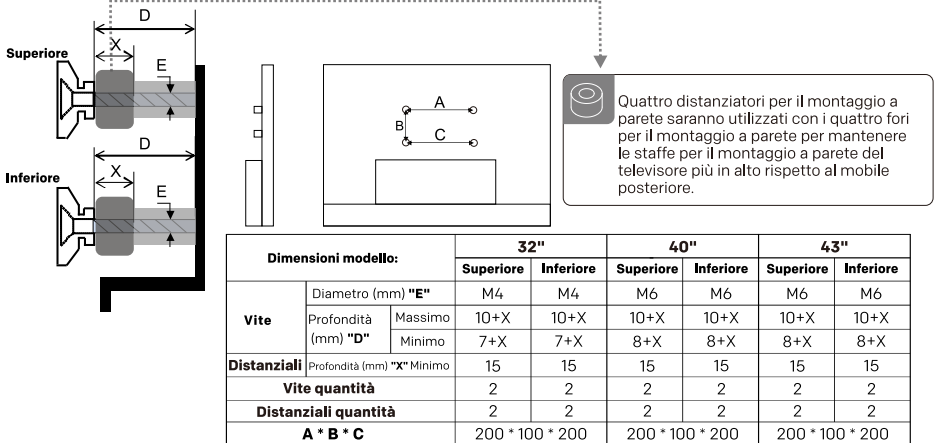 D
X
Superiore
E
D
X
Inferiore
E
A
B
C
Quattro distanziatori per il montaggio a
parete saranno utilizzati con i quattro fori
per il montaggio a parete per mantenere
le staffe per il montaggio a parete del
televisore più in alto rispetto al mobile
posteriore.
Dimensioni modello: 32" 40" 43"
Superiore Inferiore Superiore Inferiore Superiore Inferiore
Vite Diametro (mm) "E" M4 M4 M6 M6 M6 M6
Profondità (mm) "D" Massimo 10+X 10+X 10+X 10+X 10+X 10+X
Minimo 7+X 7+X 8+X 8+X 8+X 8+X
Distanziali Profondità (mm) "X" Minimo 15 15 15 15 15 15
Vite quantità 2 2 2 2 2 2
Distanziali quantità 2 2 2 2 2 2
A * B * C 200 * 100 * 200 200 * 100 * 200 200 * 100 * 200